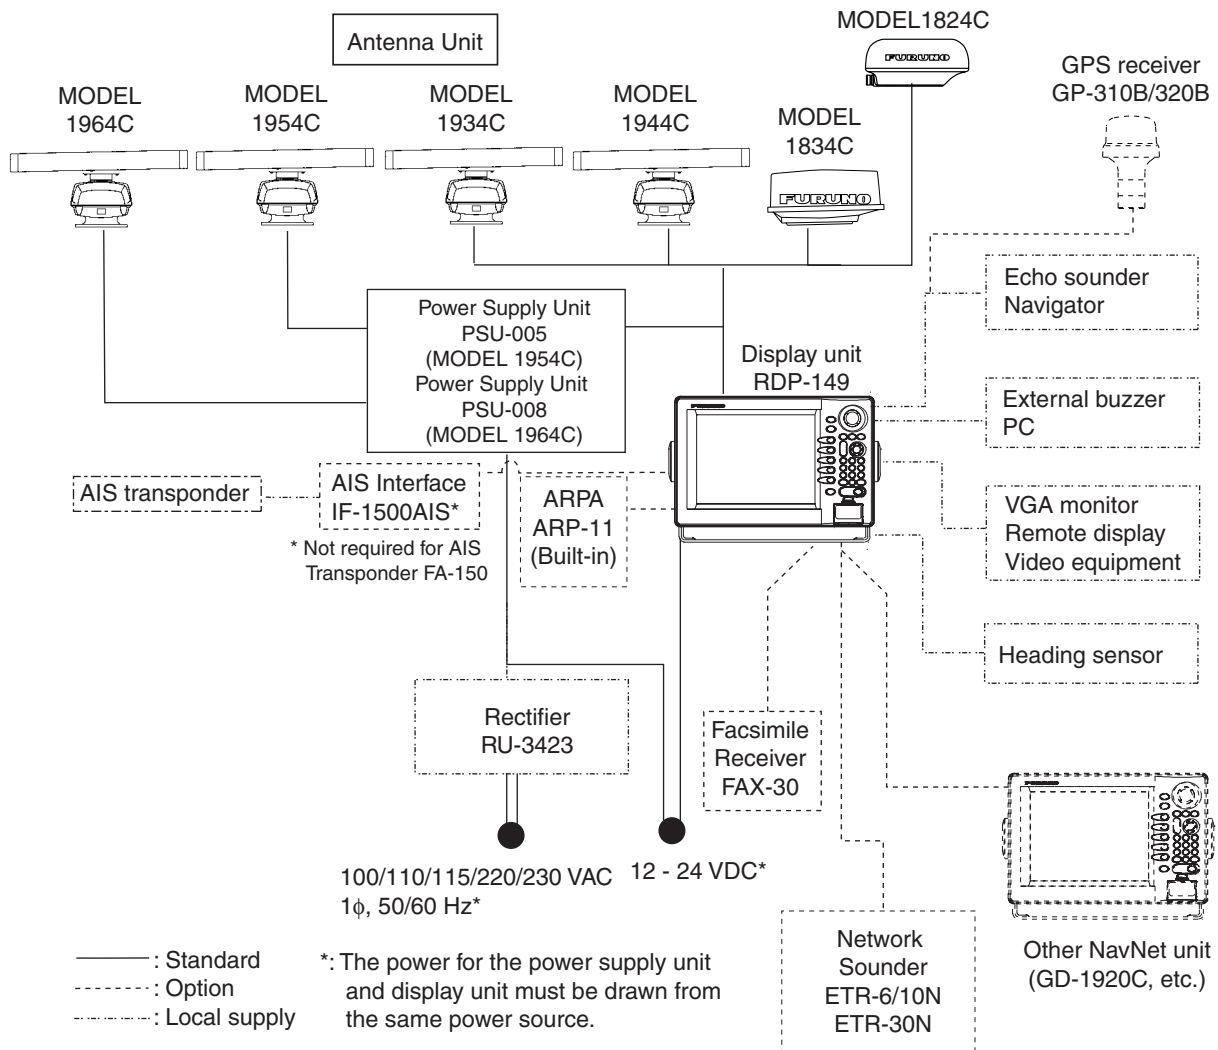 Antenna Unit
MODEL1824C
FURUNO
GPS receiver
GP-310B/320B
MODEL
1964C
MODEL
1954C
MODEL
1934C
MODEL
1944C
MODEL
1834C
FURUNO
Echo sounder
Navigator
Power Supply Unit
PSU-005
(MODEL 1954C)
Power Supply Unit
PSU-008
(MODEL 1964C)
Display unit
RDP-149
FURUNO
External buzzer
PC
AIS transponder
AIS Interface
IF-1500AIS*
* Not required for AIS
Transponder FA-150
ARPA
ARP-11
(Built-in)
VGA monitor
Remote display
Video equipment
Heading sensor
Rectifier
RU-3423
Facsimile
Receiver
FAX-30
FURUNO
100/110/115/220/230 VAC
1ϕ, 50/60 Hz*
12 - 24 VDC*
Network
Sounder
ETR-6/10N
ETR-30N
Other NavNet unit
(GD-1920C, etc.)
: Standard
: Option
: Local supply
*: The power for the power supply unit
and display unit must be drawn from
the same power source.